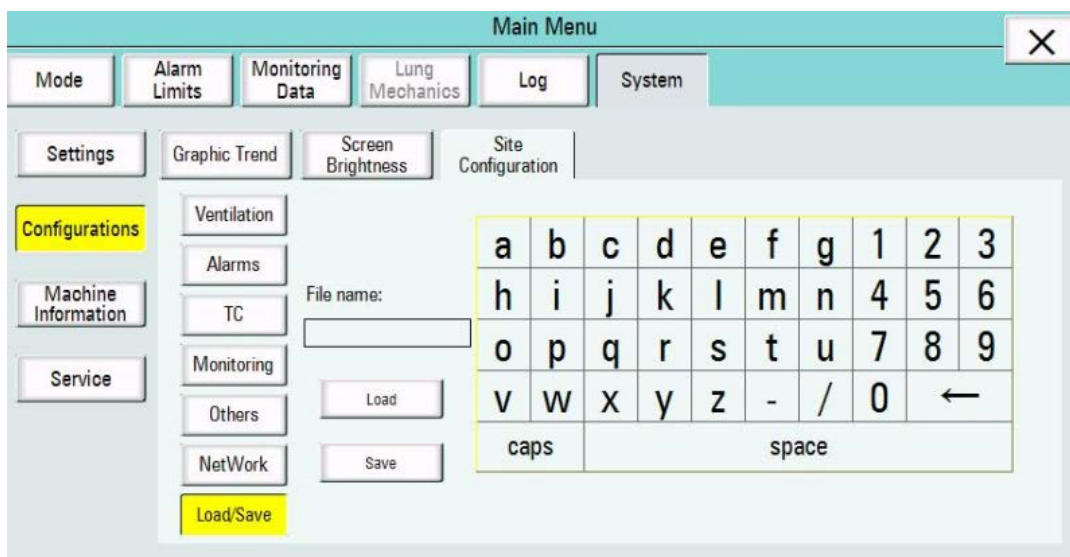 Main Menu
Mode
Alarm
Limits
Monitoring
Data
Lung
Mechanics
Log
System
Settings
Graphic Trend
Screen
Brightness
Site
Configuration
Configurations
Machine
Information
Service
Ventilation
Alarms
TC
Monitoring
Others
NetWork
Load/Save
File name:
Load
Save
a b c d e f g 1 2 3
h i j k l m n 4 5 6
o p q r s t u 7 8 9
v w x y z - / 0 ←
caps space